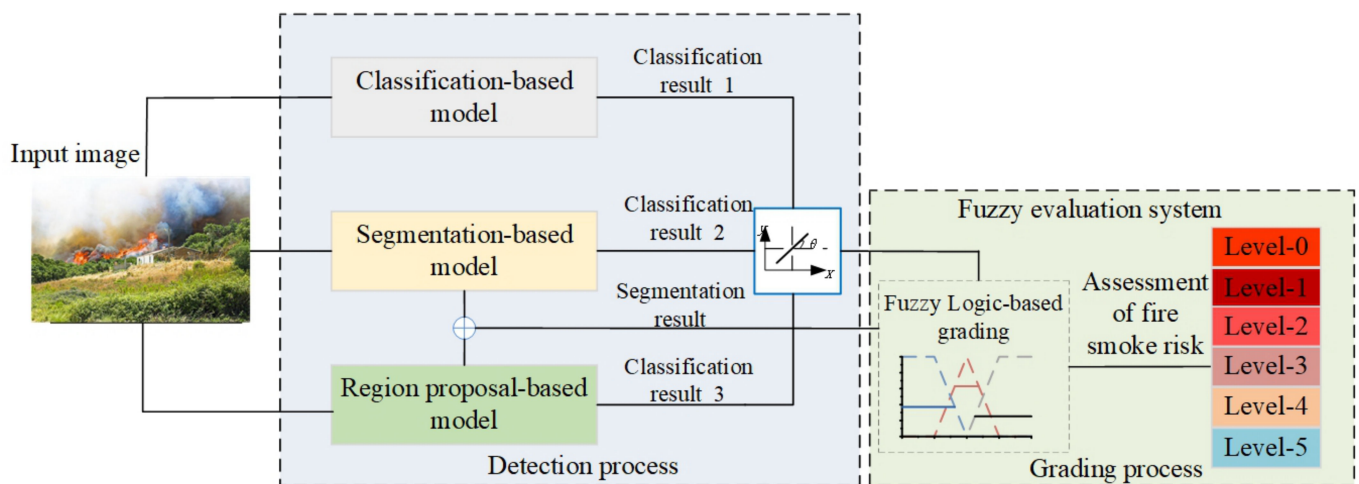 Input image
Classification-based
model
Segmentation-based
model
Region proposal-based
model
Classification
result 1
Classification
result 2
Segmentation
result
Classification
result 3
y
θ
x
Detection process
Fuzzy evaluation system
Fuzzy Logic-based
grading
Assessment
of fire
smoke risk
Level-0
Level-1
Level-2
Level-3
Level-4
Level-5
Grading process